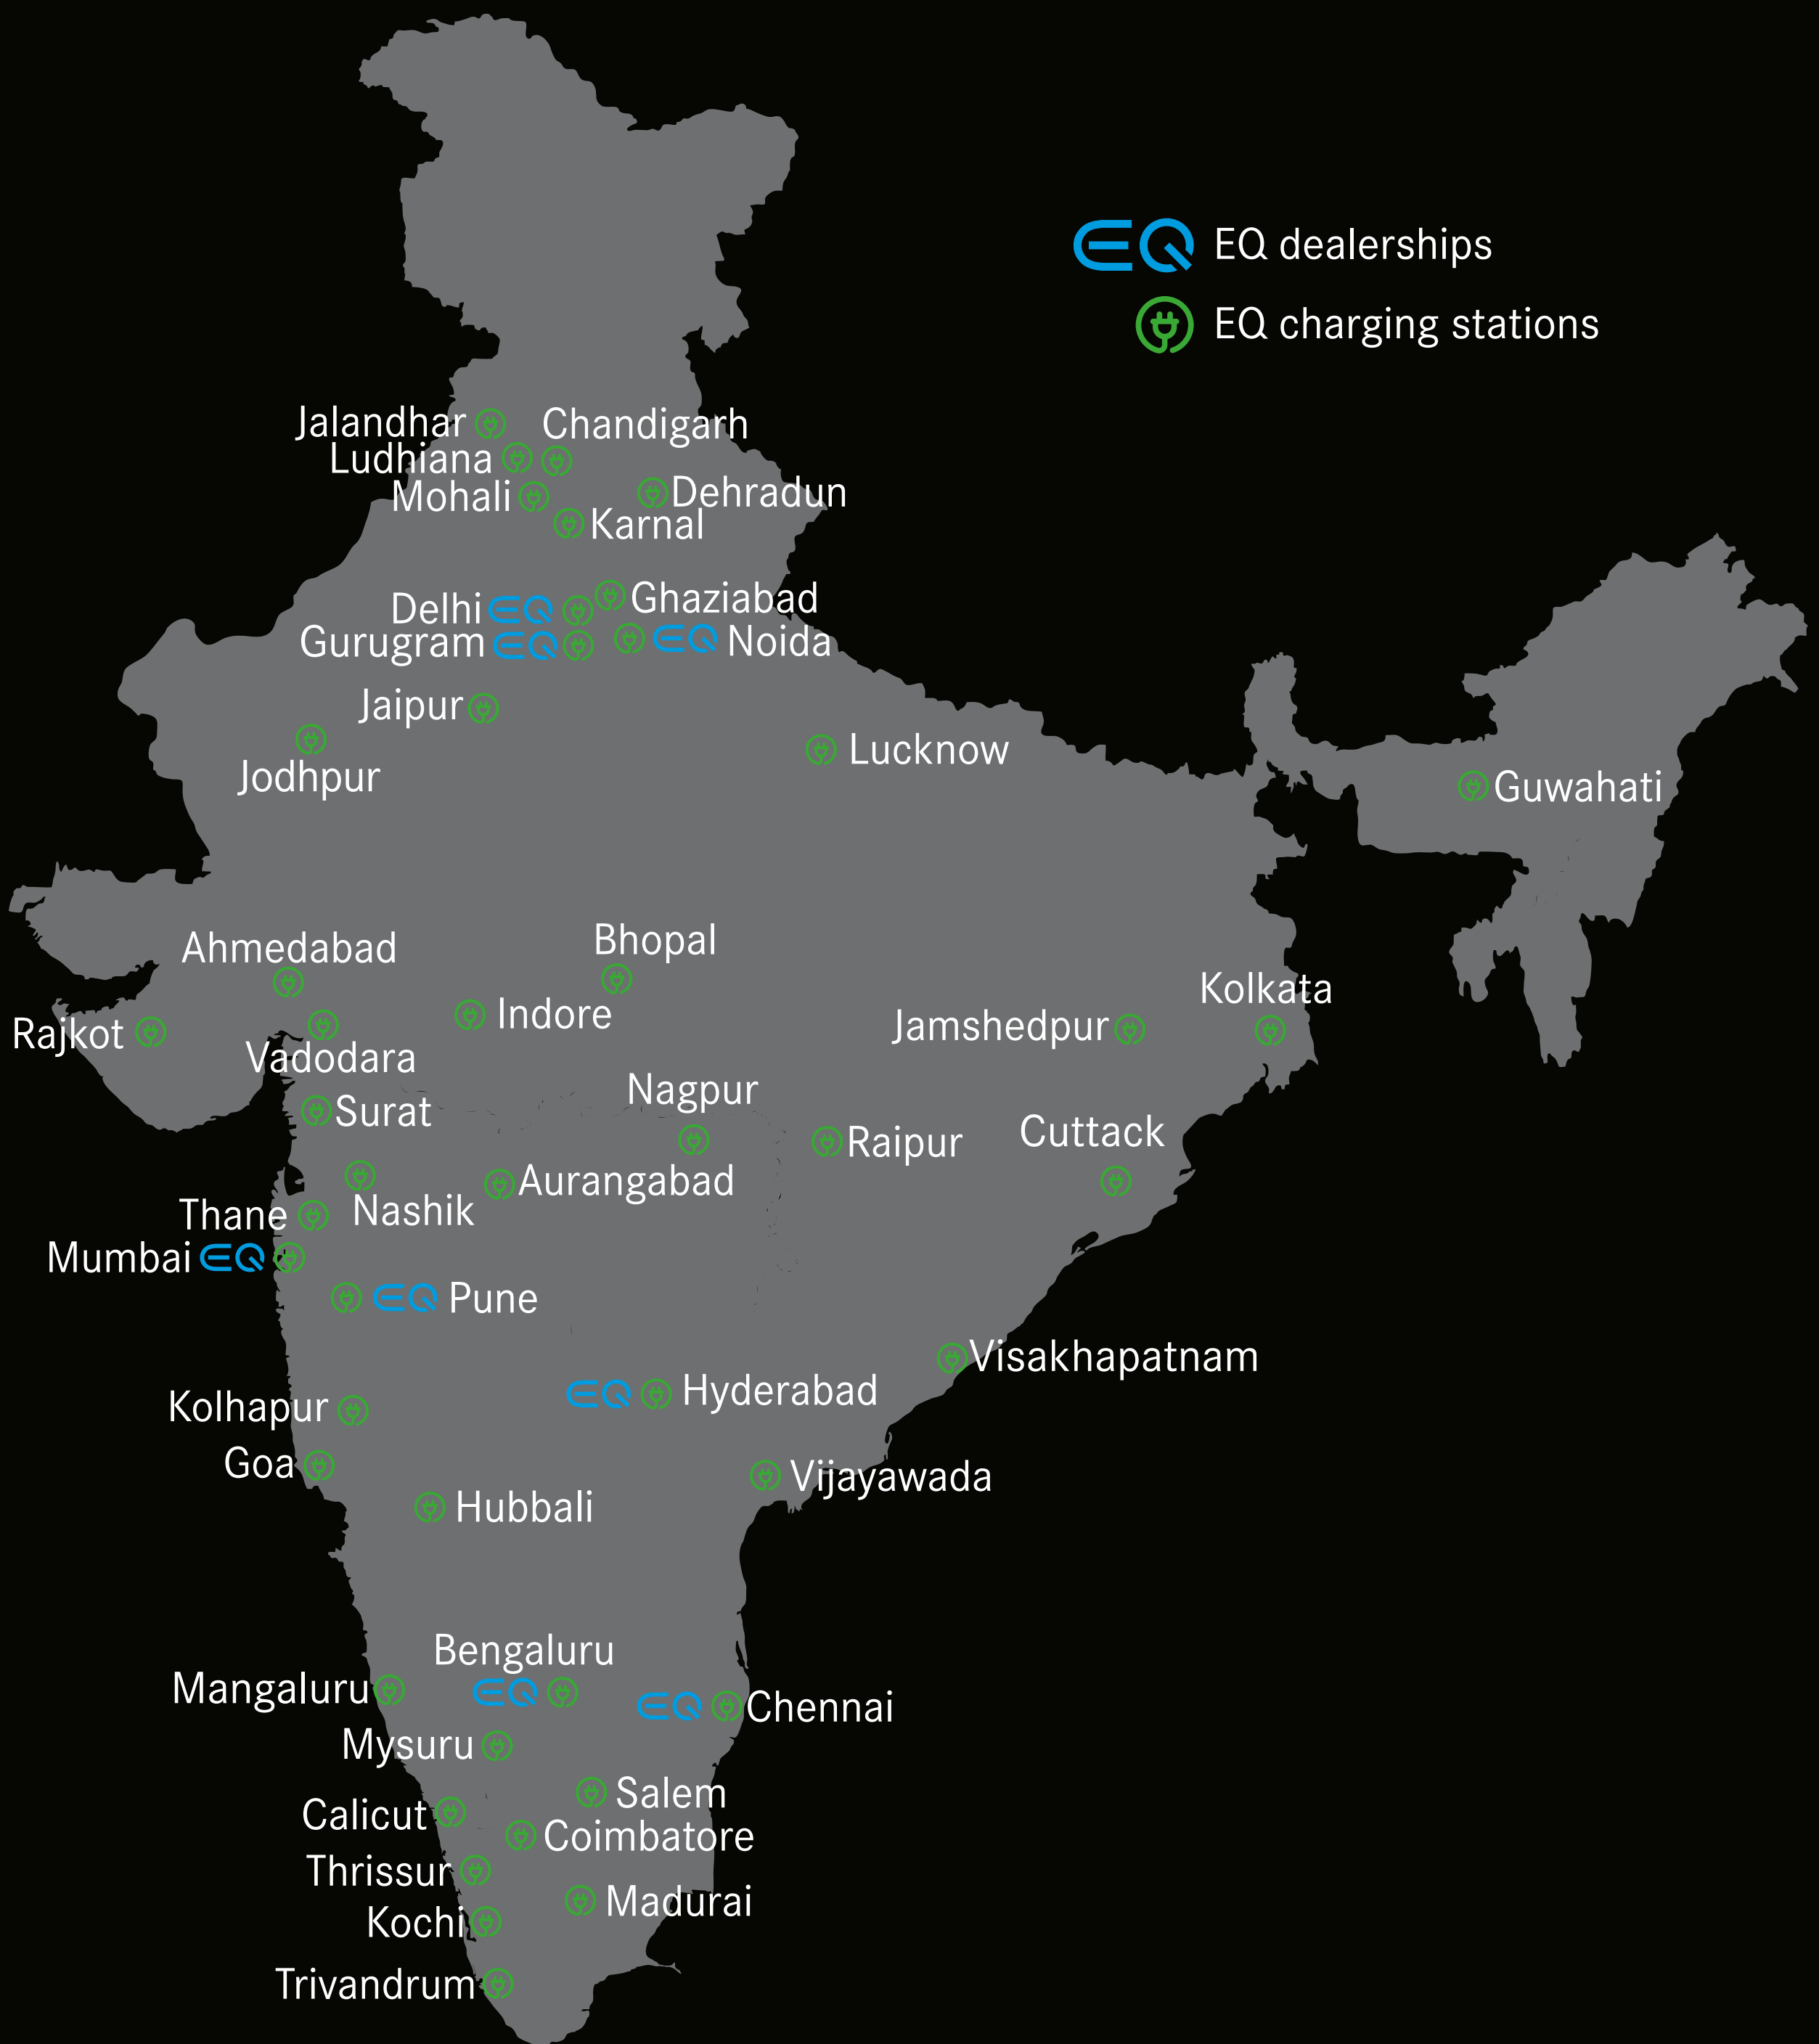 EQ EQ dealerships
EQ charging stations
Jalandhar
Chandigarh
Ludhiana
Mohali
Dehradun
Karnal
Ghaziabad
Delhi EQ
Gurugram EQ
EQ Noida
Jaipur
Jodhpur
Lucknow
Guwahati
Ahmedabad
Bhopal
Kolkata
Rajkot
Indore
Jamshedpur
Vadodara
Nagpur
Surat
Raipur
Cuttack
Aurangabad
Nashik
Thane
Mumbai EQ
EQ Pune
Visakhapatnam
EQ Hyderabad
Kolhapur
Goa
Vijayawada
Hubbali
Bengaluru
EQ
Mangaluru
EQ Chennai
Mysuru
Salem
Calicut
Coimbatore
Thrissur
Madurai
Kochi
Trivandrum